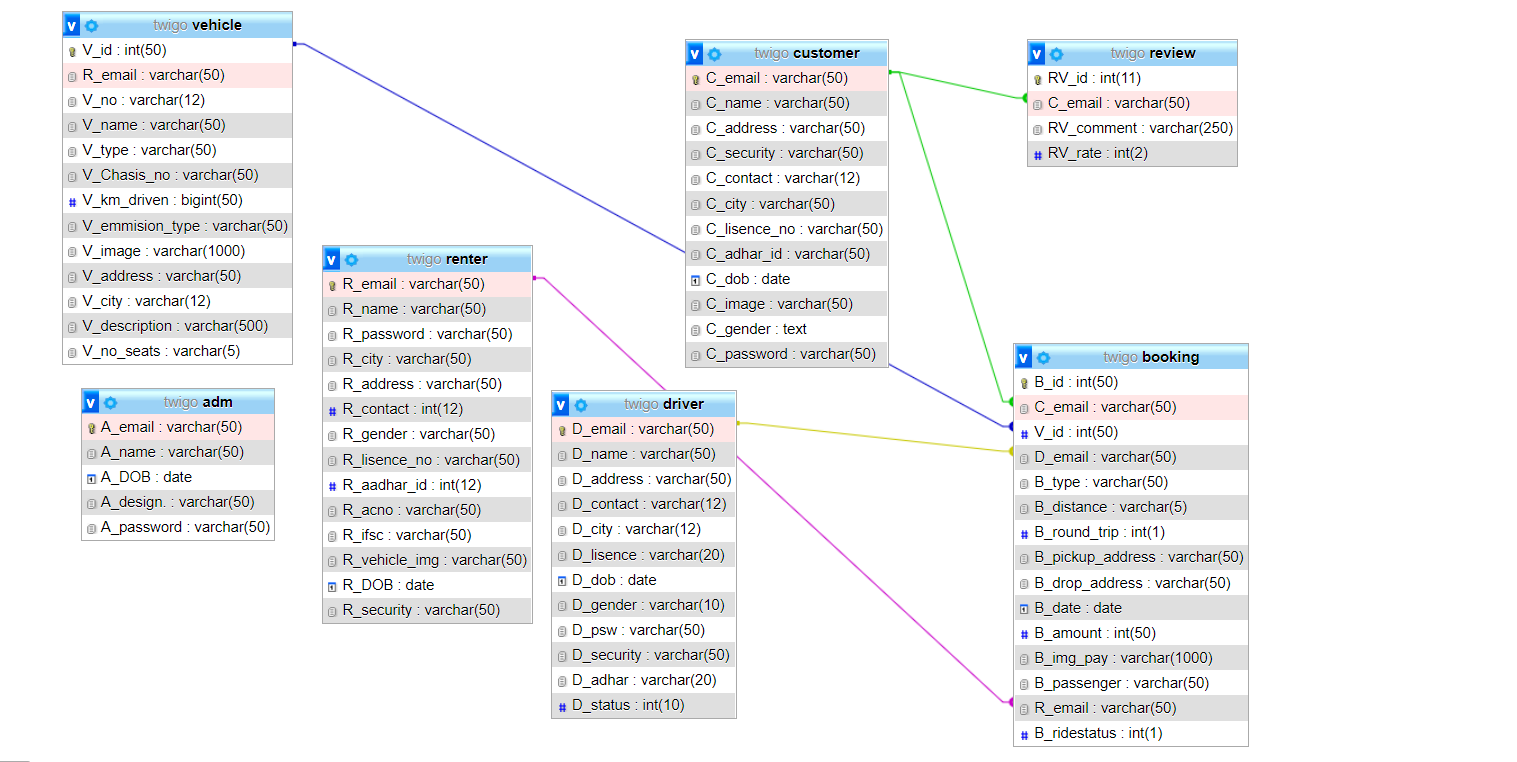 twigo vehicle
V_id : int(50)
R_email : varchar(50)
V_no : varchar(12)
V_name : varchar(50)
V_type : varchar(50)
V_Chasis_no : varchar(50)
V_km_driven : bigint(50)
V_emmision_type : varchar(50)
V_image : varchar(1000)
V_address : varchar(50)
V_city : varchar(12)
V_description : varchar(500)
V_no_seats : varchar(5)
twigo adm
A_email : varchar(50)
A_name : varchar(50)
A_DOB : date
A_design. : varchar(50)
A_password : varchar(50)
twigo renter
R_email : varchar(50)
R_name : varchar(50)
R_password : varchar(50)
R_city : varchar(50)
R_address : varchar(50)
R_contact : int(12)
R_gender : varchar(50)
R_lisence_no : varchar(50)
R_aadhar_id : int(12)
R_acno : varchar(50)
R_ifsc : varchar(50)
R_vehicle_img : varchar(50)
R_DOB : date
R_security : varchar(50)
twigo driver
D_email : varchar(50)
D_name : varchar(50)
D_address : varchar(50)
D_contact : varchar(12)
D_city : varchar(12)
D_lisence : varchar(20)
D_dob : date
D_gender : varchar(10)
D_psw : varchar(50)
D_security : varchar(50)
D_adhar : varchar(20)
D_status : int(10)
twigo customer
C_email : varchar(50)
C_name : varchar(50)
C_address : varchar(50)
C_security : varchar(50)
C_contact : varchar(12)
C_city : varchar(50)
C_lisence_no : varchar(50)
C_adhar_id : varchar(50)
C_dob : date
C_image : varchar(50)
C_gender : text
C_password : varchar(50)
twigo review
RV_id : int(11)
C_email : varchar(50)
RV_comment : varchar(250)
RV_rate : int(2)
twigo booking
B_id : int(50)
C_email : varchar(50)
V_id : int(50)
D_email : varchar(50)
B_type : varchar(50)
B_distance : varchar(5)
B_round_trip : int(1)
B_pickup_address : varchar(50)
B_drop_address : varchar(50)
B_date : date
B_amount : int(50)
B_img_pay : varchar(1000)
B_passenger : varchar(50)
R_email : varchar(50)
B_ridestatus : int(1)